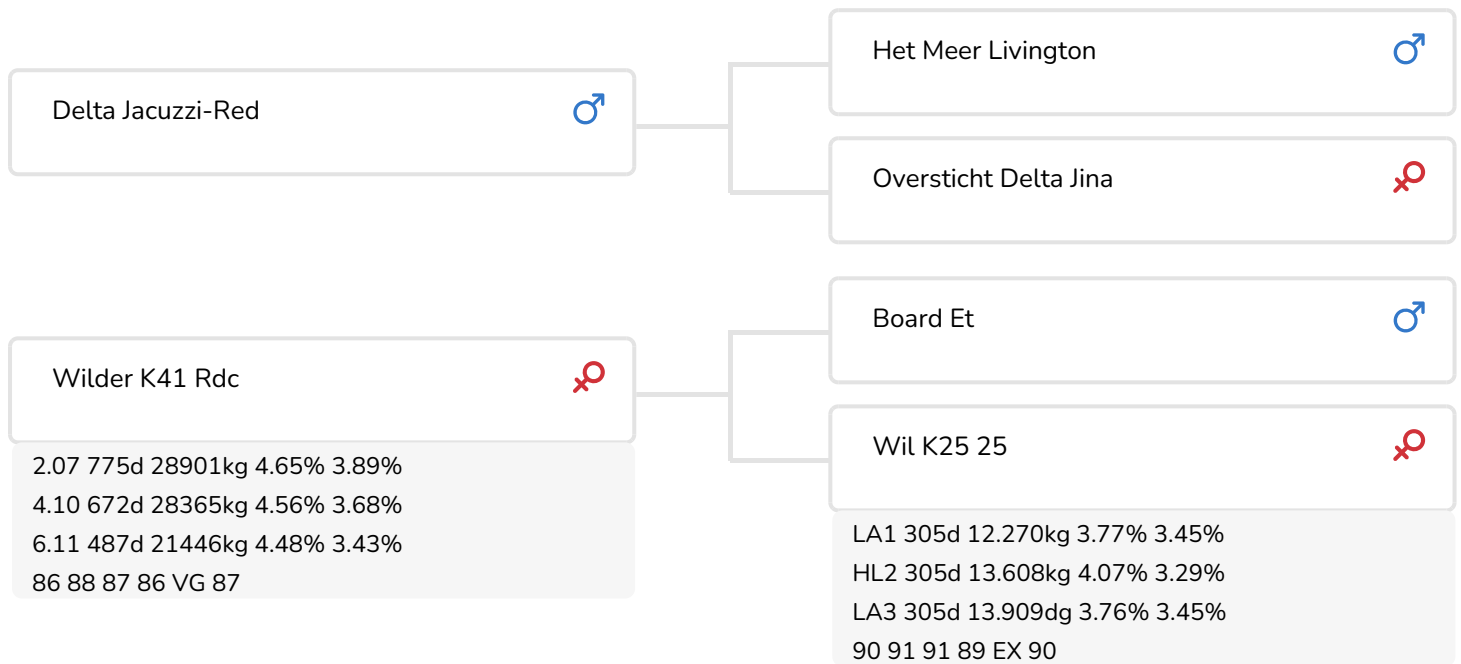 Het Meer Livington
Delta Jacuzzi-Red
Oversticht Delta Jina
Board Et
Wilder K41 Rdc
2.07 775d 28901kg 4.65% 3.89%
4.10 672d 28365kg 4.56% 3.68%
6.11 487d 21446kg 4.48% 3.43%
86 88 87 86 VG 87
Wil K25 25
LA1 305d 12.270kg 3.77% 3.45%
HL2 305d 13.608kg 4.07% 3.29%
LA3 305d 13.909dg 3.76% 3.45%
90 91 91 89 EX 90